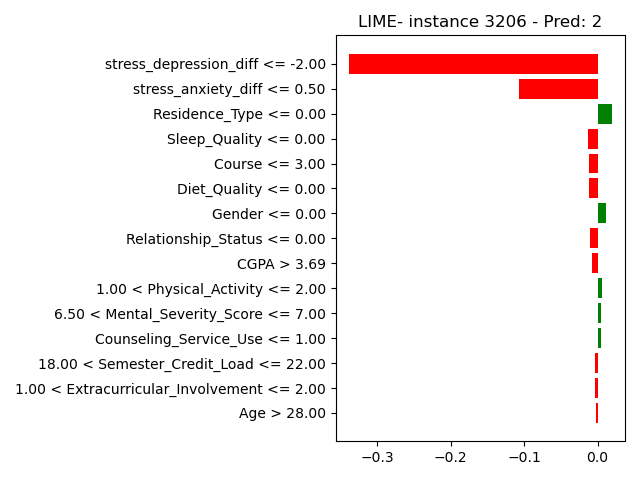 LIME- instance 3206 - Pred: 2
stress_depression_diff <= -2.00
stress_anxiety_diff <= 0.50
Residence_Type <= 0.00
Sleep_Quality <= 0.00
Course <= 3.00
Diet_Quality <= 0.00
Gender <= 0.00
Relationship_Status <= 0.00
CGPA > 3.69
1.00 < Physical_Activity <= 2.00
6.50 < Mental_Severity_Score <= 7.00
Counseling_Service_Use <= 1.00
18.00 < Semester_Credit_Load <= 22.00
1.00 < Extracurricular_Involvement <= 2.00
Age > 28.00
−0.3 −0.2 −0.1 0.0